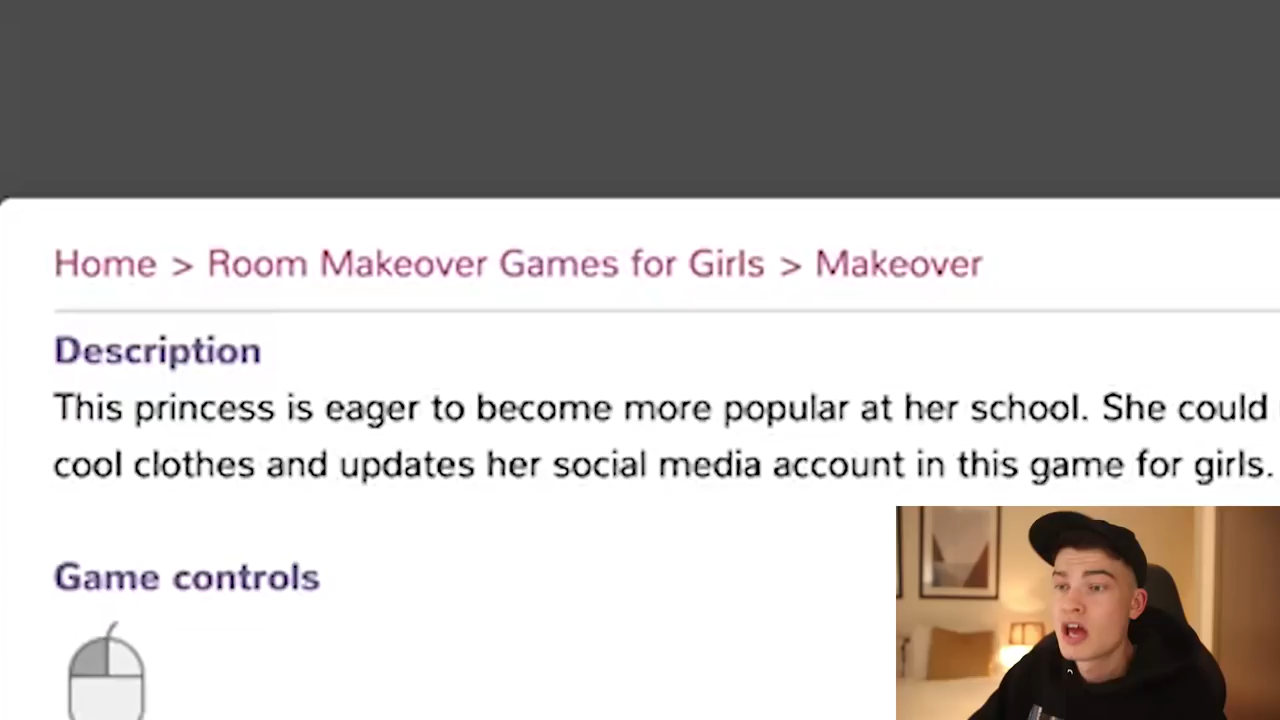 Home > Room Makeover Games for Girls > Makeover
Description
This princess is eager to become more popular at her school. She could
cool clothes and updates her social media account in this game for girls.
Game controls